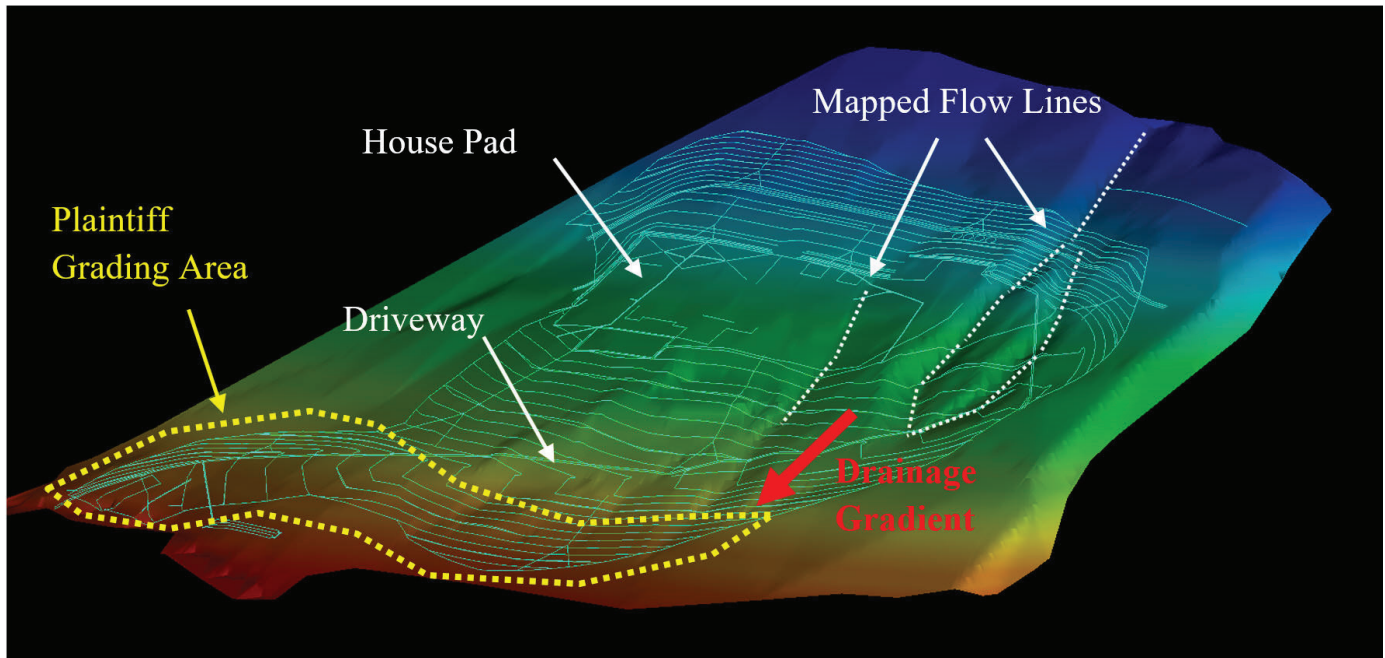 Mapped Flow Lines
House Pad
Plaintiff
Grading Area
Driveway
Drainage
Gradient